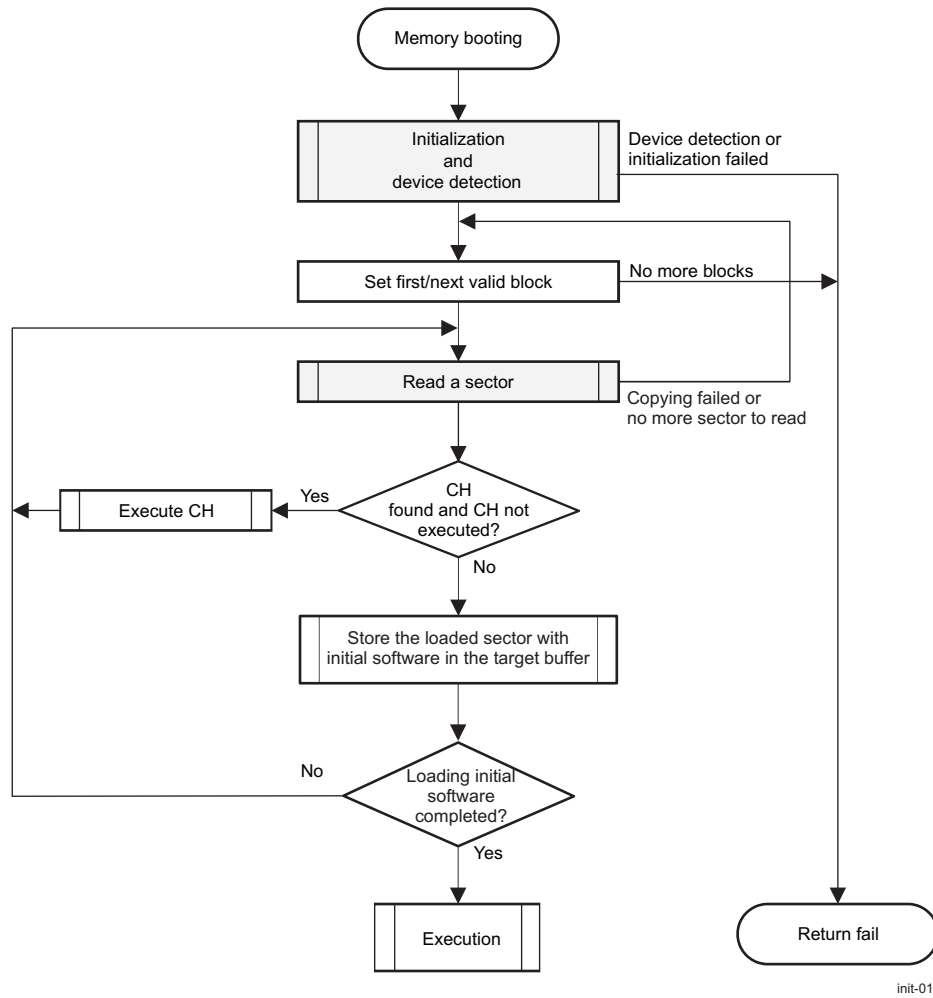 Memory booting
Initialization
and
device detection
Device detection or
initialization failed
Set first/next valid block
No more blocks
Read a sector
Copying failed or
no more sector to read
CH
found and CH not
executed?
Yes
Execute CH
No
Store the loaded sector with
initial software in the target buffer
No
Loading initial
software
completed?
Yes
Execution
Return fail
init-01